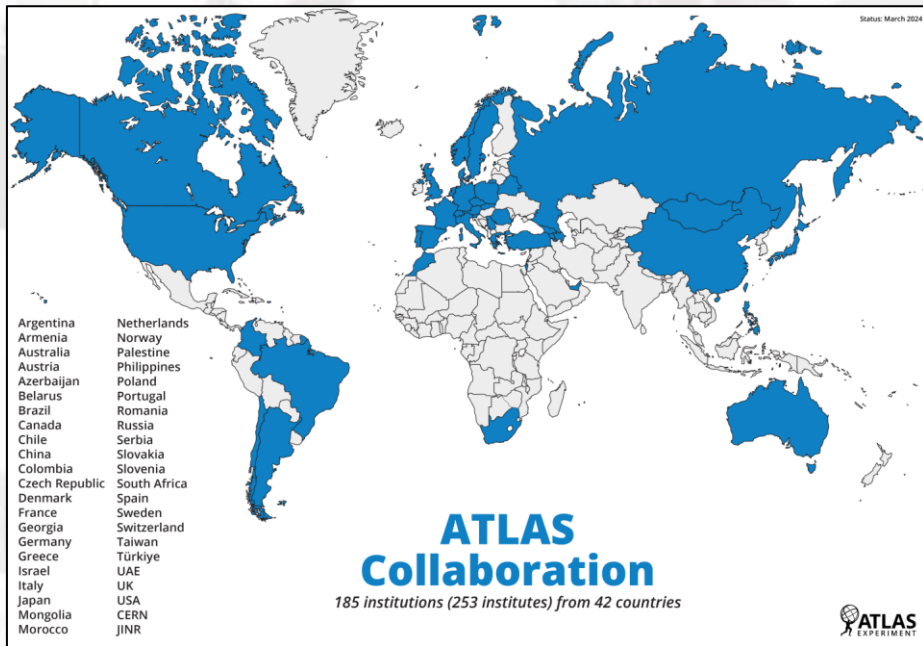 Status: March 2024
Argentina
Armenia
Australia
Austria
Azerbaijan
Belarus
Brazil
Canada
Chile
China
Colombia
Czech Republic
Denmark
France
Georgia
Germany
Greece
Israel
Italy
Japan
Mongolia
Morocco
Netherlands
Norway
Palestine
Philippines
Poland
Portugal
Romania
Russia
Serbia
Slovakia
Slovenia
South Africa
Spain
Sweden
Switzerland
Taiwan
Türkiye
UAE
UK
USA
CERN
JINR
ATLAS
Collaboration
185 institutions (253 institutes) from 42 countries
ATLAS
EXPERIMENT